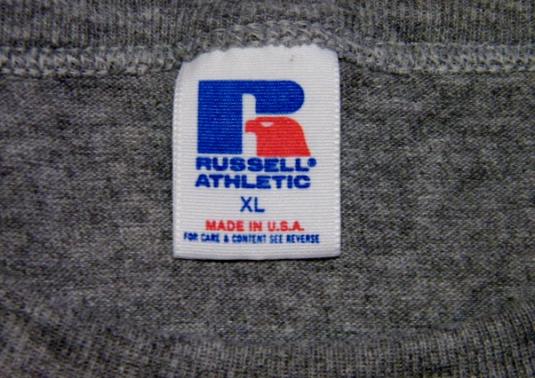 RUSSELL®
ATHLETIC
XL
MADE IN U.S.A.
FOR CARE & CONTENT SEE REVERSE